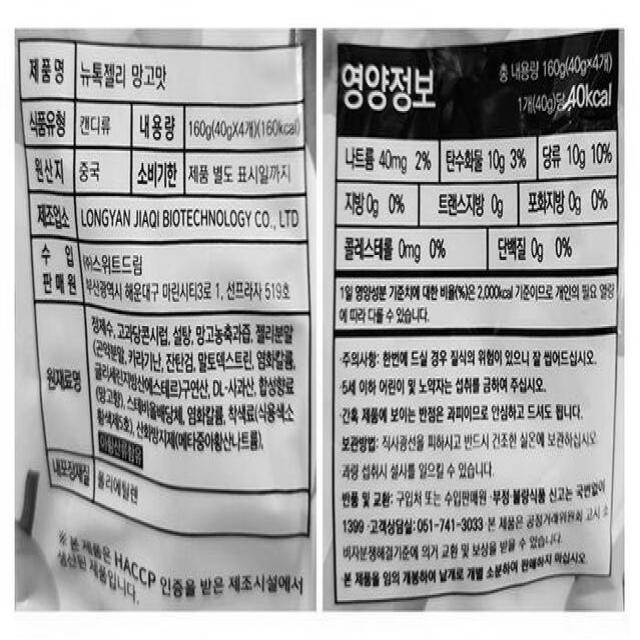 제품명 뉴톡젤리 망고맛
식품유형 캔디류 내용량 160g(40gX4개)(160kcal)
원산지 중국 소비기한 제품 별도 표시일까지
제조업소 LONGYAN JIAQI BIOTECHNOLOGY CO., LTD
수입판매원 ㈜스위트드림
부산광역시 해운대구 마린시티3로 1, 선프라자 519호
원재료명 정제수, 고과당콘시럽, 설탕, 망고농축과즙, 젤리분말
(곤약분말, 카라기난, 잔탄검, 말토덱스트린, 염화칼륨,
글리세린지방산에스테르)구연산, DL-사과산, 합성향료
(망고향), 스테비올배당체, 염화칼륨, 착색료(식용색소
황색제5호), 산화방지제(메타중아황산나트륨),
아황산류함유
내포장재질 폴리에틸렌
※ 본 제품은 HACCP 인증을 받은 제조시설에서
생산된 제품입니다.
영양정보
총 내용량 160g(40g×4개)
1개(40g)당 40kcal
나트륨 40mg 2% 탄수화물 10g 3% 당류 10g 10%
지방 0g 0% 트랜스지방 0g 포화지방 0g 0%
콜레스테롤 0mg 0% 단백질 0g 0%
1일 영양성분 기준치에 대한 비율(%)은 2,000kcal 기준이므로 개인의 필요 열량
에 따라 다를 수 있습니다.
·주의사항: 한번에 드실 경우 질식의 위험이 있으니 잘 씹어드십시오.
·5세 이하 어린이 및 노약자는 섭취를 금하여 주십시오.
·간혹 제품에 보이는 반점은 과피이므로 안심하고 드셔도 됩니다.
보관방법: 직사광선을 피하시고 반드시 건조한 실온에 보관하십시오
·과량 섭취시 설사를 일으킬 수 있습니다.
반품 및 교환: 구입처 또는 수입판매원 ·부정·불량식품 신고는 국번없이
1399 ·고객상담실: 051-741-3033 ·본 제품은 공정거래위원회 고시 소
비자분쟁해결기준에 의거 교환 및 보상을 받을 수 있습니다.
·본 제품을 임의 개봉하여 낱개로 개별 소분하여 판매하지 마십시오.